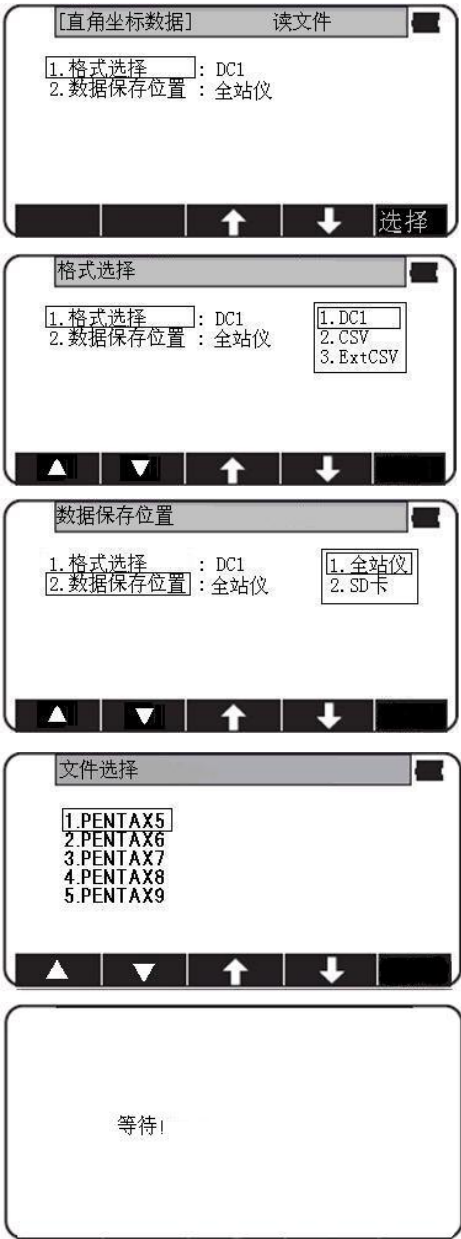 [直角坐标数据] 读文件
1.格式选择 : DC1
2.数据保存位置 : 全站仪
选择
格式选择
1.格式选择 : DC1 1.DC1
2.数据保存位置 : 全站仪 2.CSV
3.ExtCSV
数据保存位置
1.格式选择 : DC1 1.全站仪
2.数据保存位置 : 全站仪 2.SD卡
文件选择
1.PENTAX5
2.PENTAX6
3.PENTAX7
4.PENTAX8
5.PENTAX9
等待!